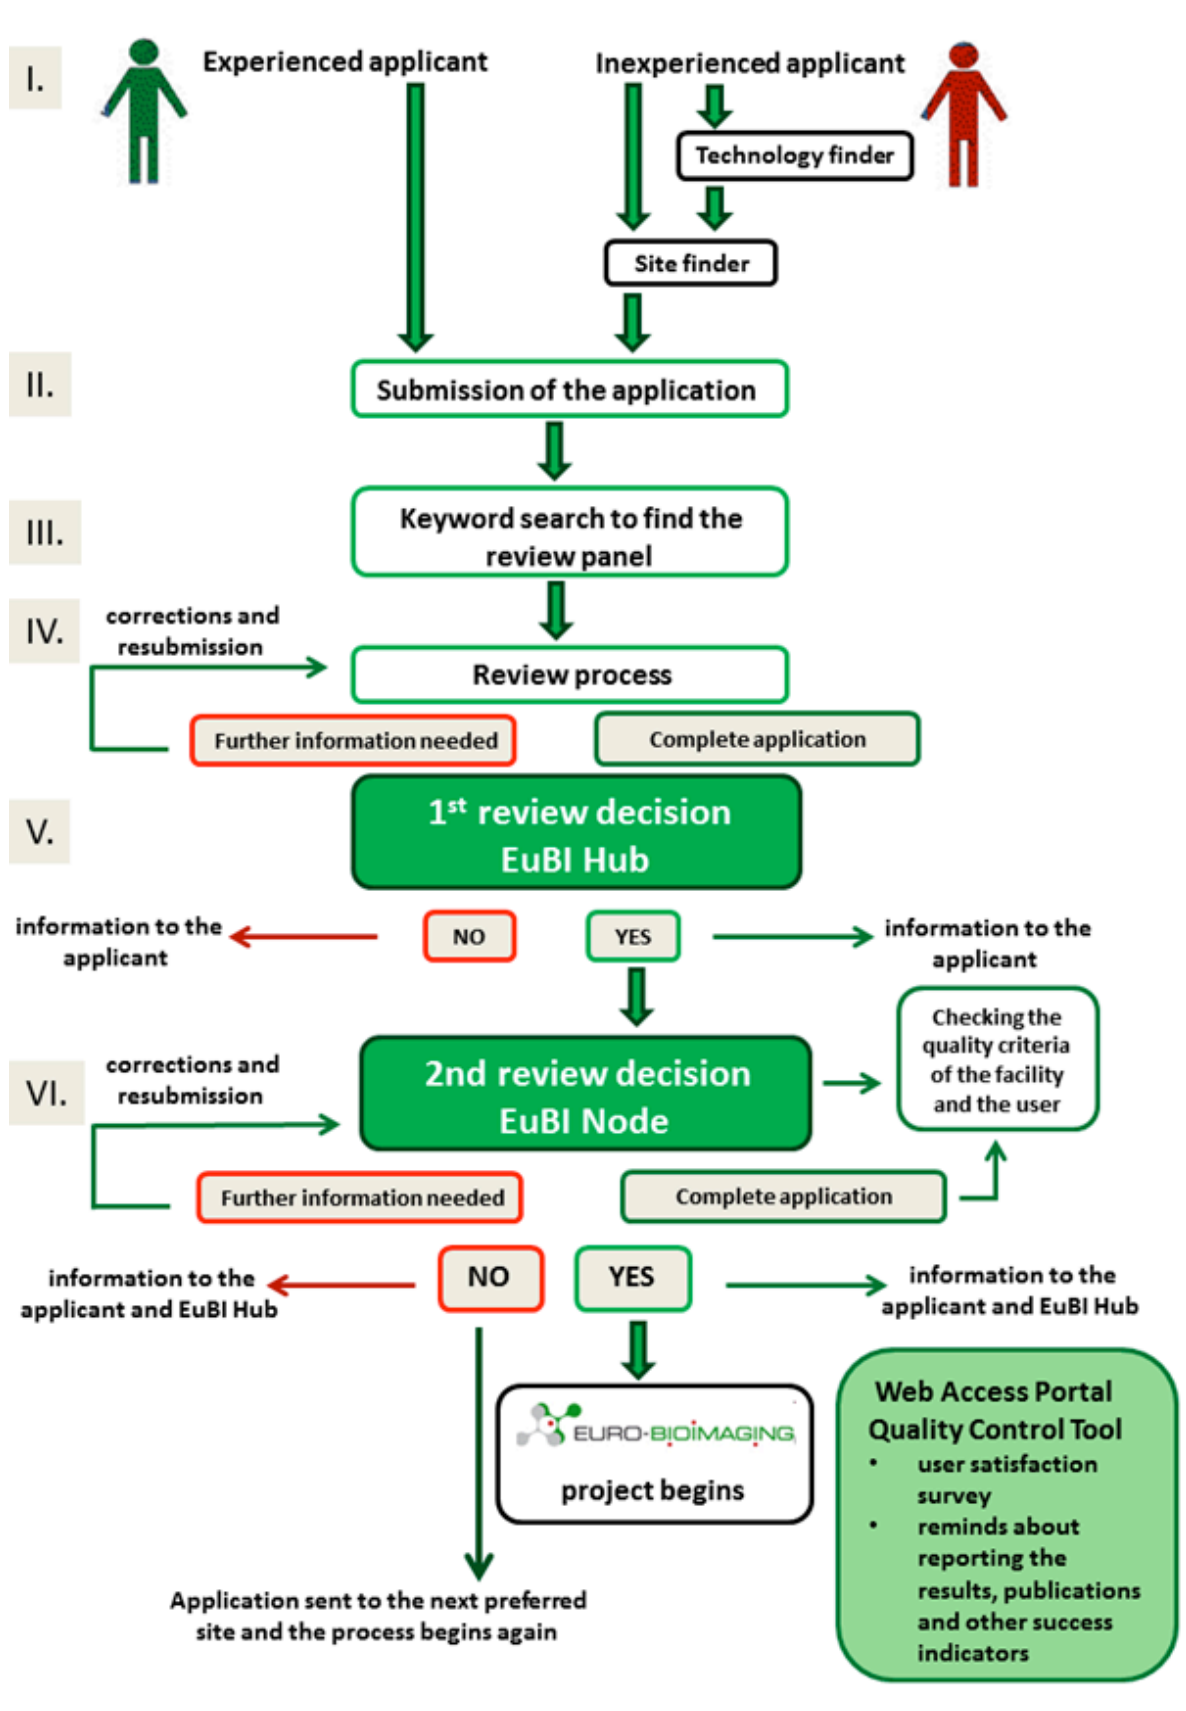 I.
Experienced applicant
Inexperienced applicant
Technology finder
Site finder
II.
Submission of the application
III.
Keyword search to find the
review panel
IV.
corrections and
resubmission
Review process
Further information needed
Complete application
V.
1st review decision
EuBI Hub
information to the
applicant
NO
YES
information to the
applicant
Checking the
quality criteria
of the facility
and the user
VI.
corrections and
resubmission
2nd review decision
EuBI Node
Further information needed
Complete application
information to the
applicant and EuBI Hub
NO
YES
information to the
applicant and EuBI Hub
EURO-BIOIMAGING
project begins
Web Access Portal
Quality Control Tool
• user satisfaction
survey
• reminds about
reporting the
results, publications
and other success
indicators
Application sent to the next preferred
site and the process begins again